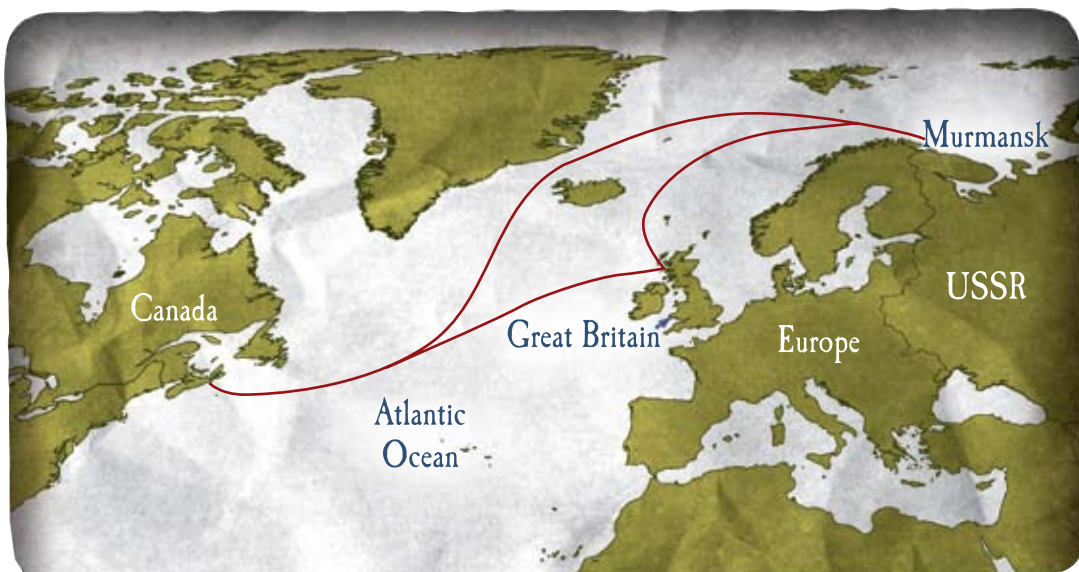 Murmansk
USSR
Canada
Great Britain
Europe
Atlantic
Ocean